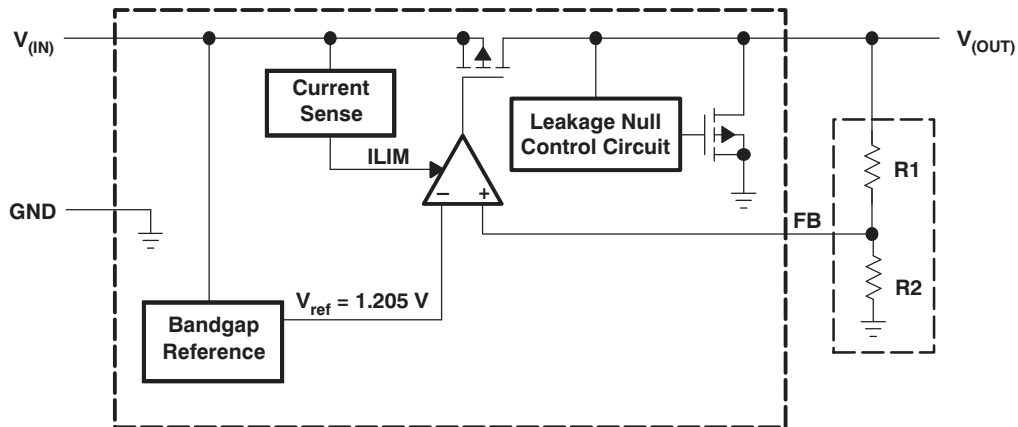 V(IN)
V(OUT)
Current
Sense
Leakage Null
Control Circuit
R1
ILIM
− +
GND
FB
R2
Vref = 1.205 V
Bandgap
Reference